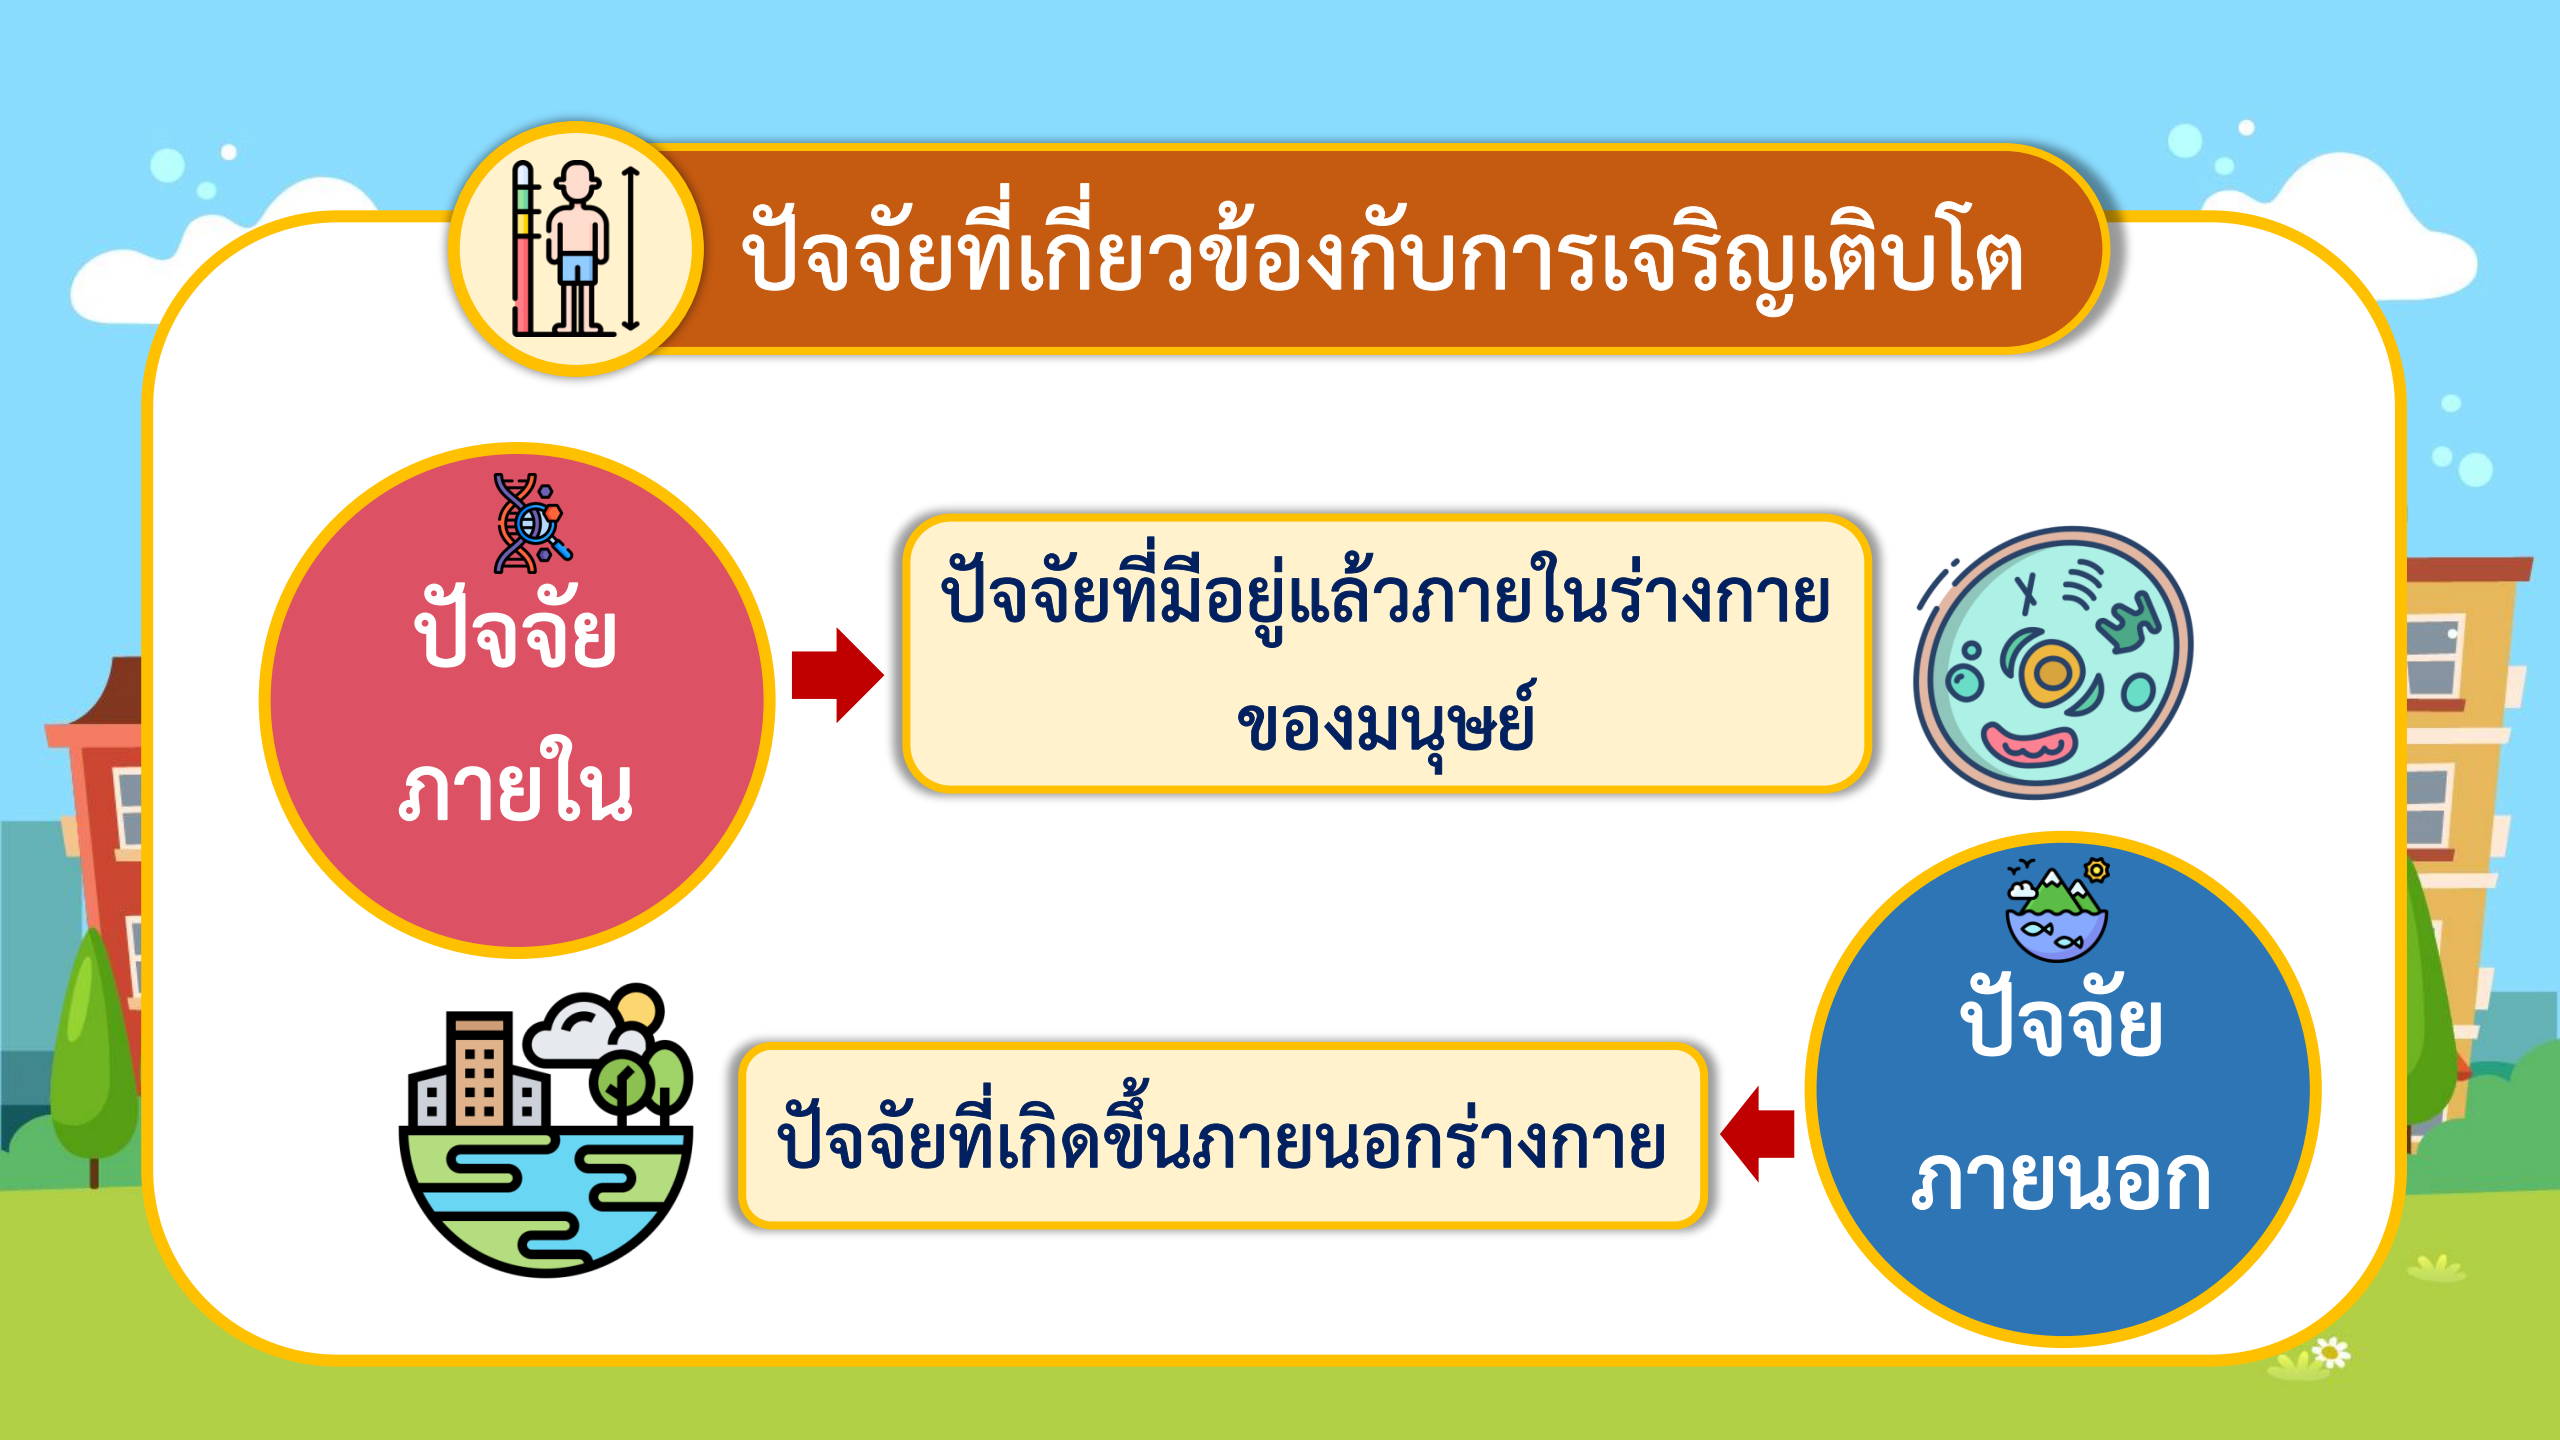 ปัจจัยที่เกี่ยวข้องกับการเจริญเติบโต
ปัจจัย
ภายใน
ปัจจัยที่มีอยู่แล้วภายในร่างกาย
ของมนุษย์
ปัจจัย
ภายนอก
ปัจจัยที่เกิดขึ้นภายนอกร่างกาย